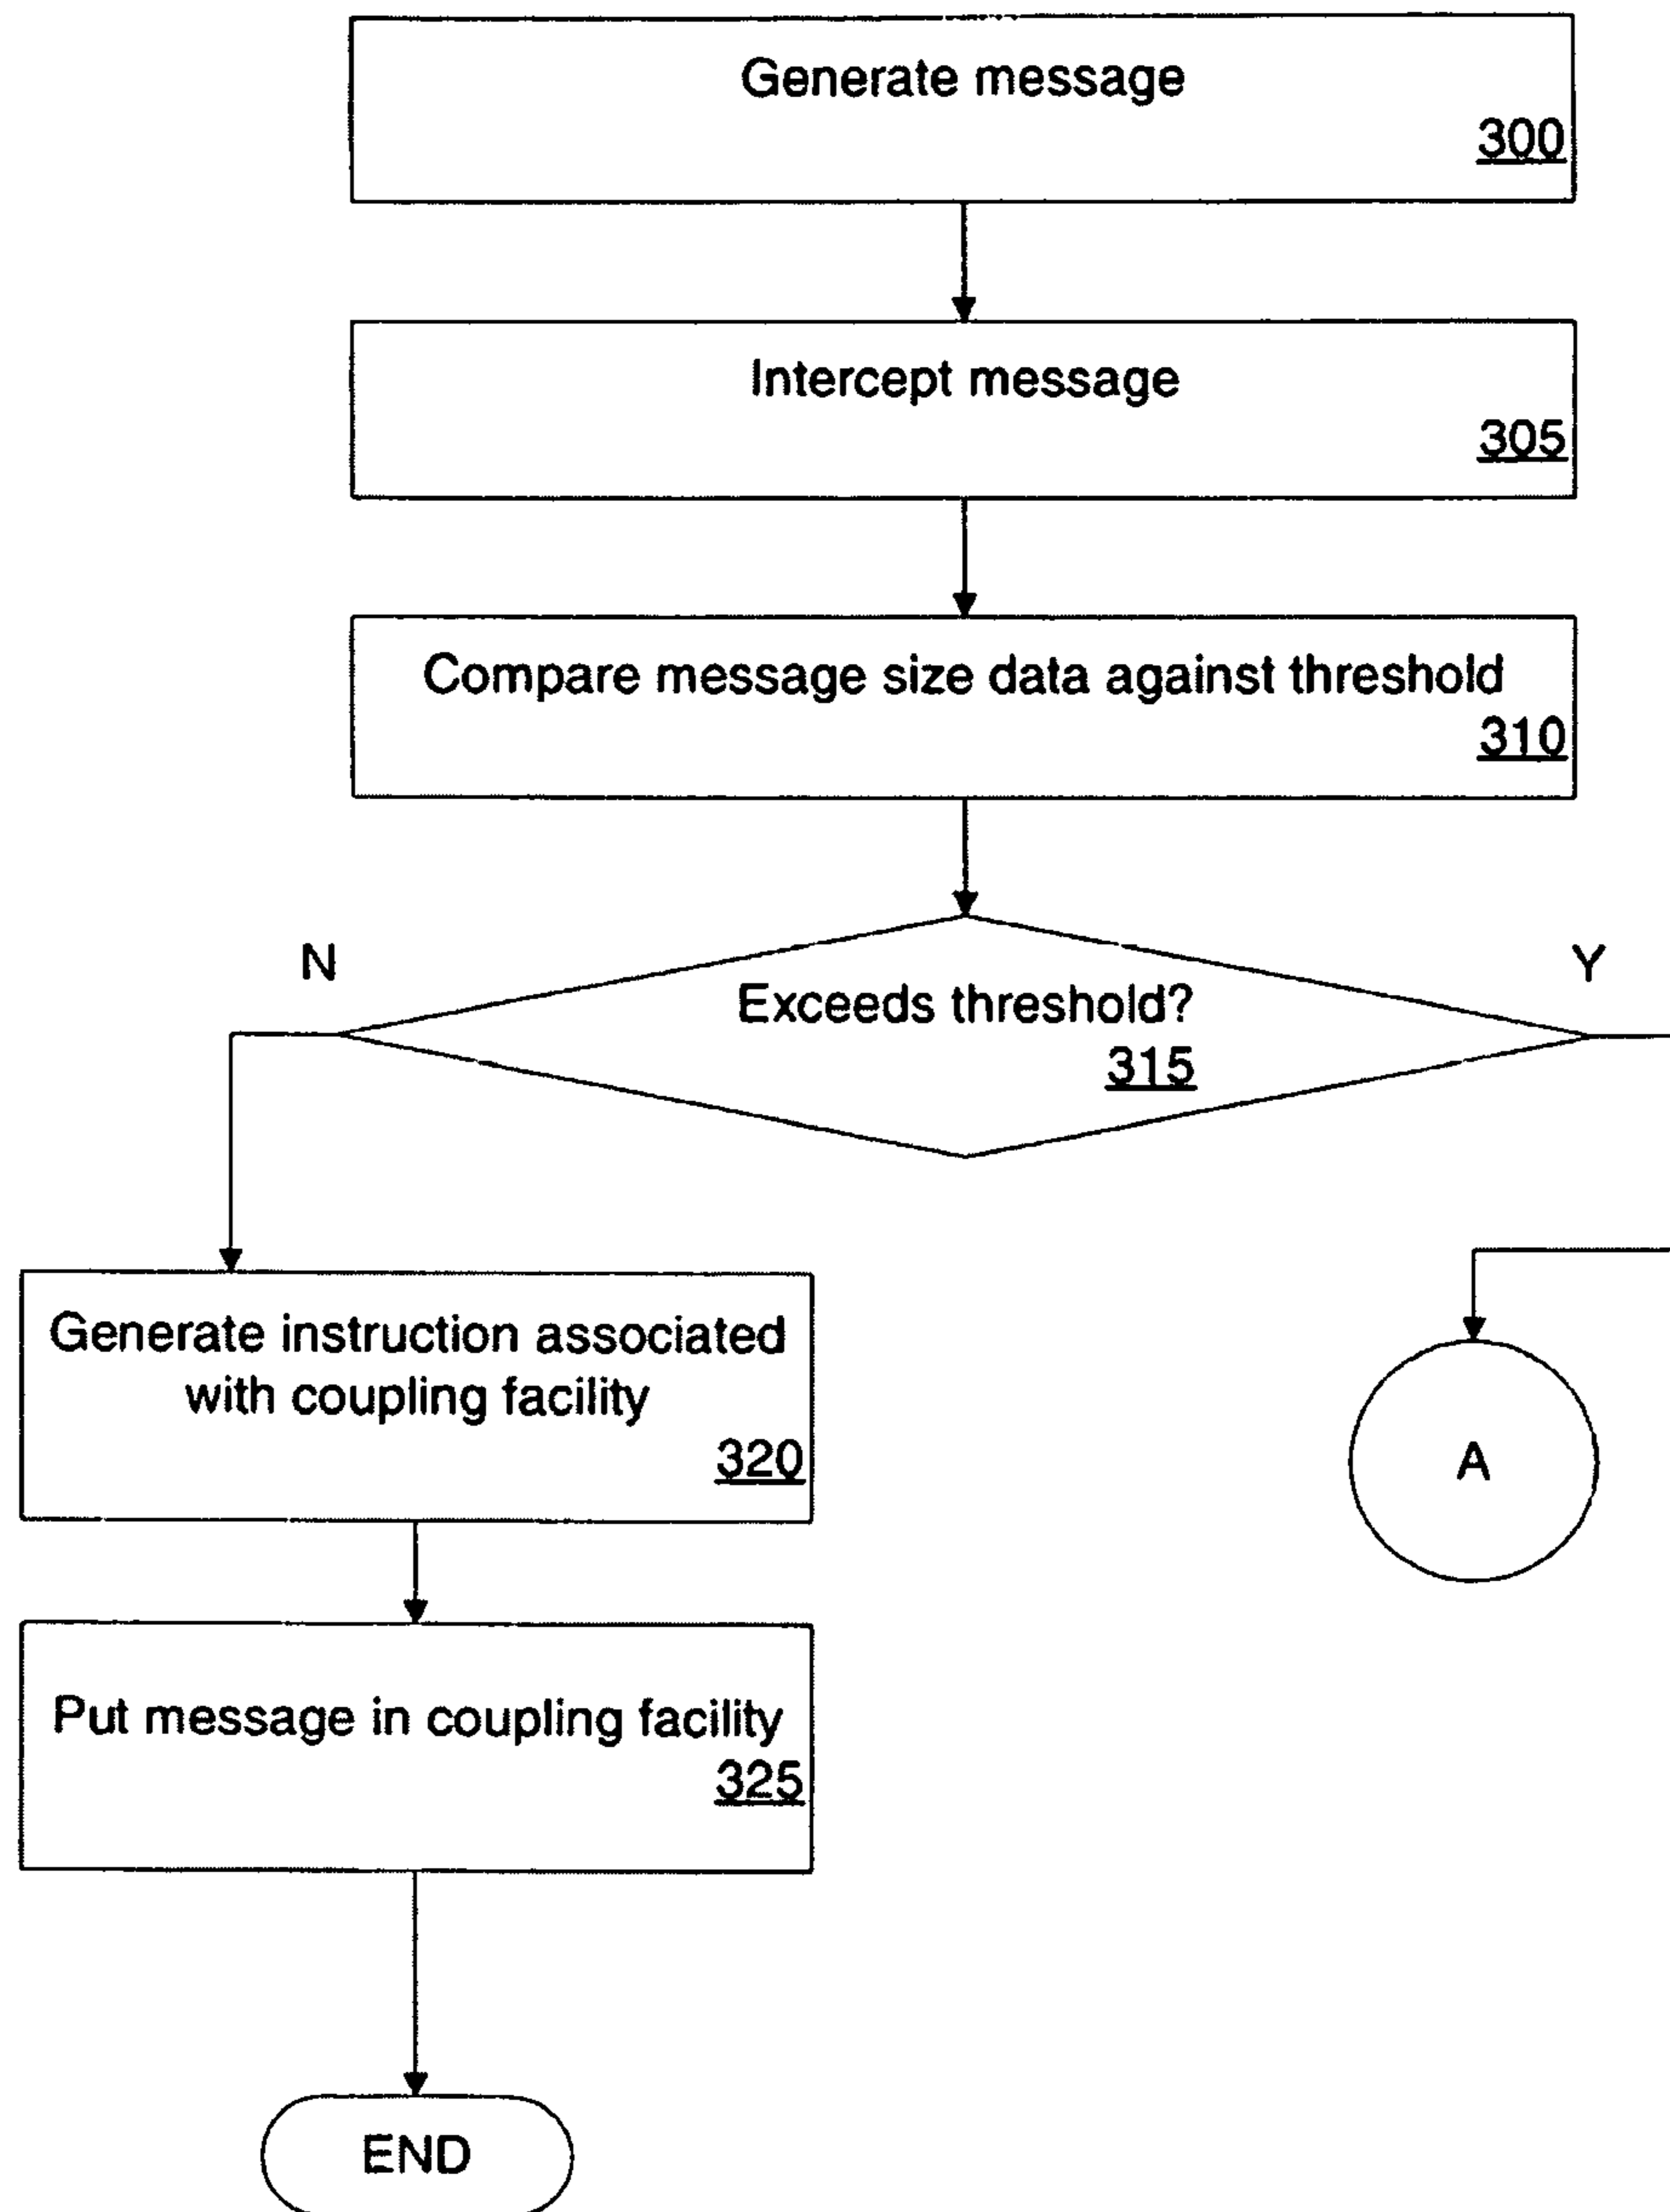 Generate message
300
Intercept message
305
Compare message size data against threshold
310
N
Y
Exceeds threshold?
315
Generate instruction associated
with coupling facility
320
A
Put message in coupling facility
325
END